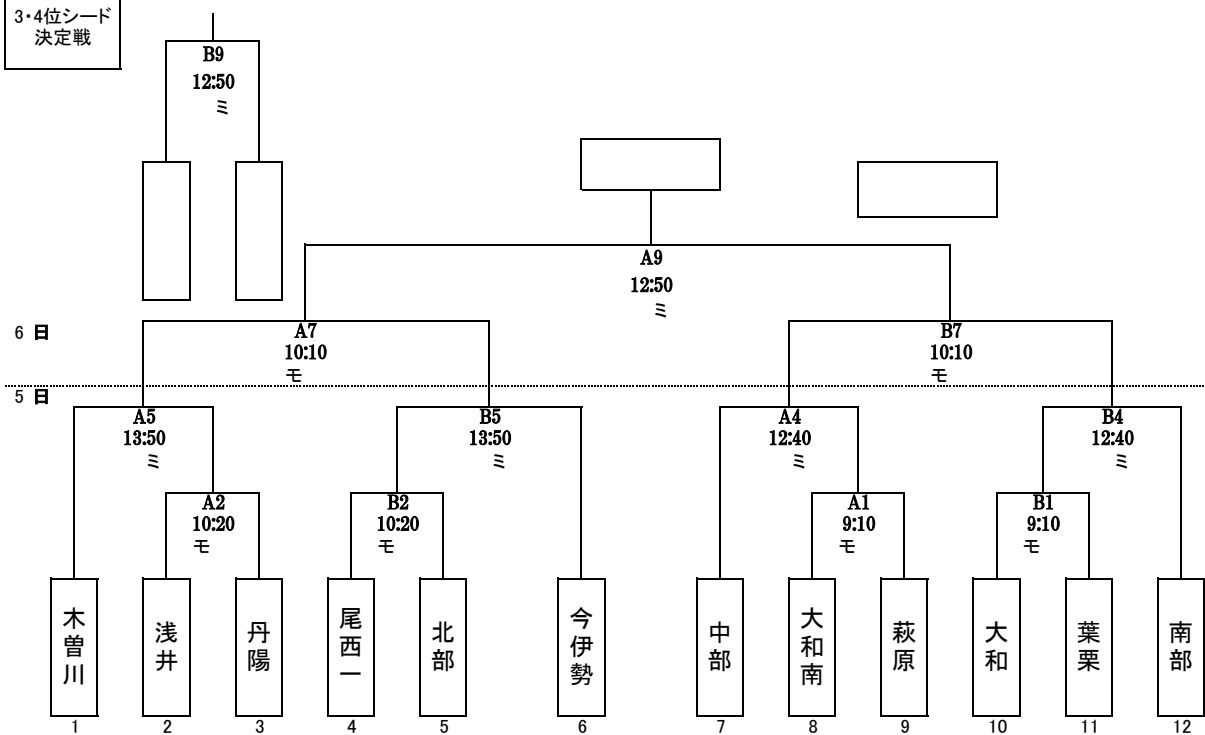 3・4位シード
決定戦
B9
12:50
ミ
A9
12:50
ミ
6 日
A7
10:10
モ
B7
10:10
モ
5 日
A5
13:50
ミ
B5
13:50
ミ
A4
12:40
ミ
B4
12:40
ミ
A2
10:20
モ
B2
10:20
モ
A1
9:10
モ
B1
9:10
モ
木曽川
浅井
丹陽
尾西一
北部
今伊勢
中部
大和南
萩原
大和
葉栗
南部
1 2 3 4 5 6 7 8 9 10 11 12